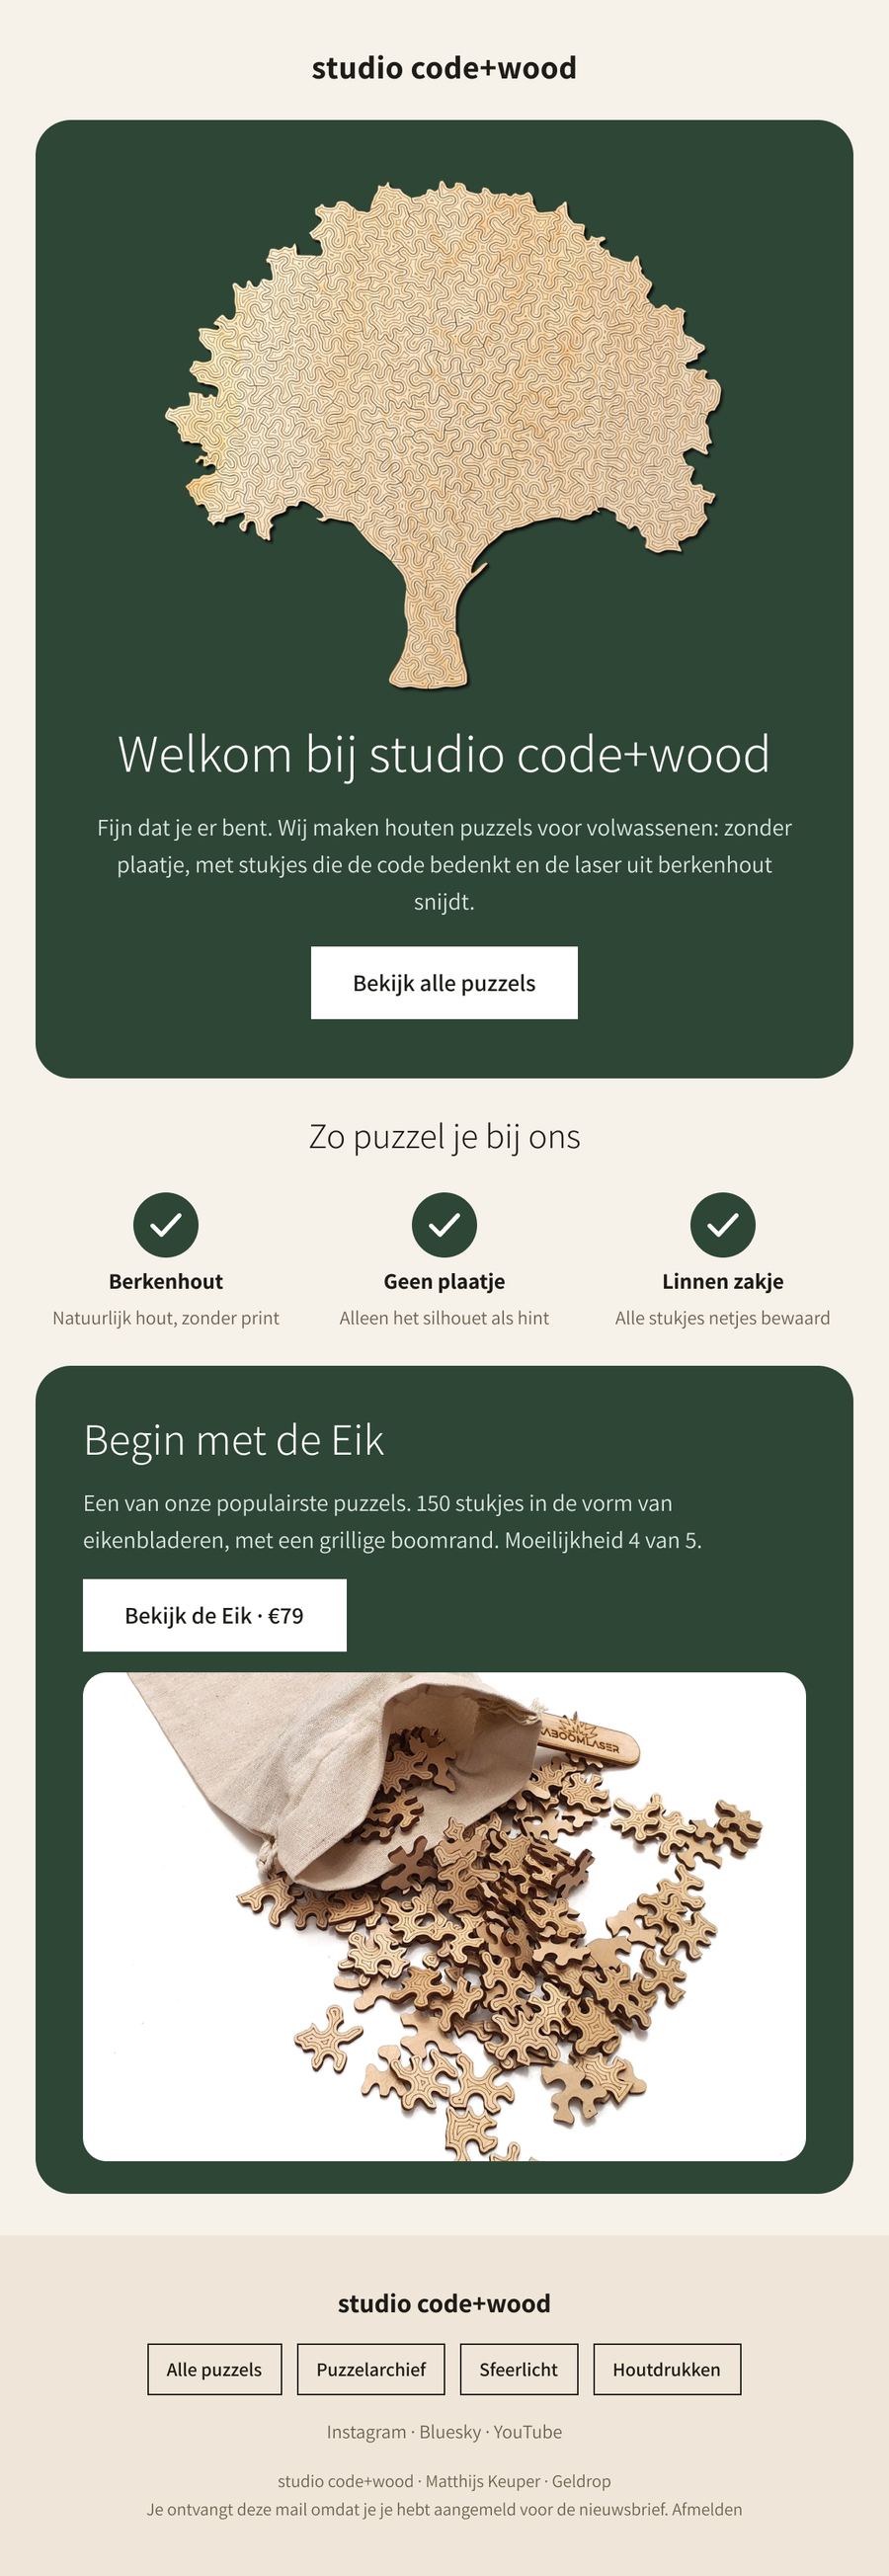 studio code+wood
Welkom bij studio code+wood
Fijn dat je er bent. Wij maken houten puzzels voor volwassenen: zonder
plaatje, met stukjes die de code bedenkt en de laser uit berkenhout
snijdt.
Bekijk alle puzzels
Zo puzzel je bij ons
Berkenhout
Natuurlijk hout, zonder print
Geen plaatje
Alleen het silhouet als hint
Linnen zakje
Alle stukjes netjes bewaard
Begin met de Eik
Een van onze populairste puzzels. 150 stukjes in de vorm van
eikenbladeren, met een grillige boomrand. Moeilijkheid 4 van 5.
Bekijk de Eik · €79
ABOOMLASER
studio code+wood
Alle puzzels
Puzzelarchief
Sfeerlicht
Houtdrukken
Instagram · Bluesky · YouTube
studio code+wood · Matthijs Keuper · Geldrop
Je ontvangt deze mail omdat je je hebt aangemeld voor de nieuwsbrief. Afmelden